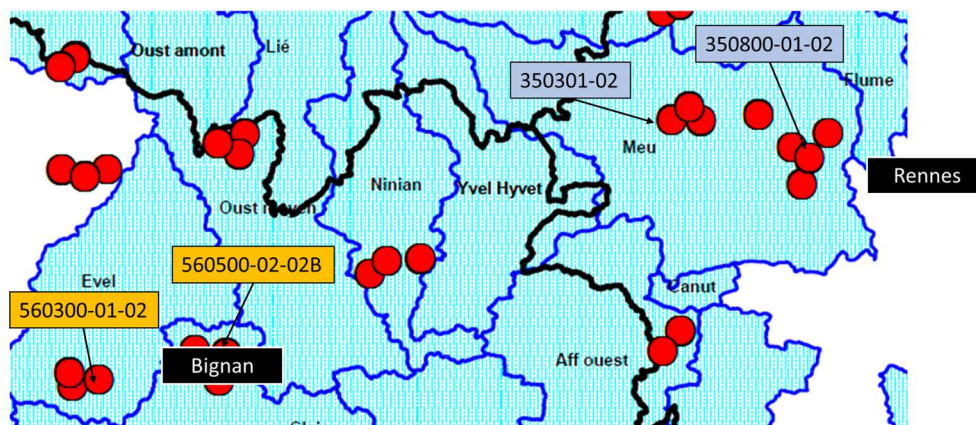 350800-01-02
Oust amont
Lié
350301-02
Flume
Meu
Rennes
Ninian
Yvel Hyvet
Oust moyen
560500-02-02B
Evel
Canut
560300-01-02
Bignan
Aff ouest